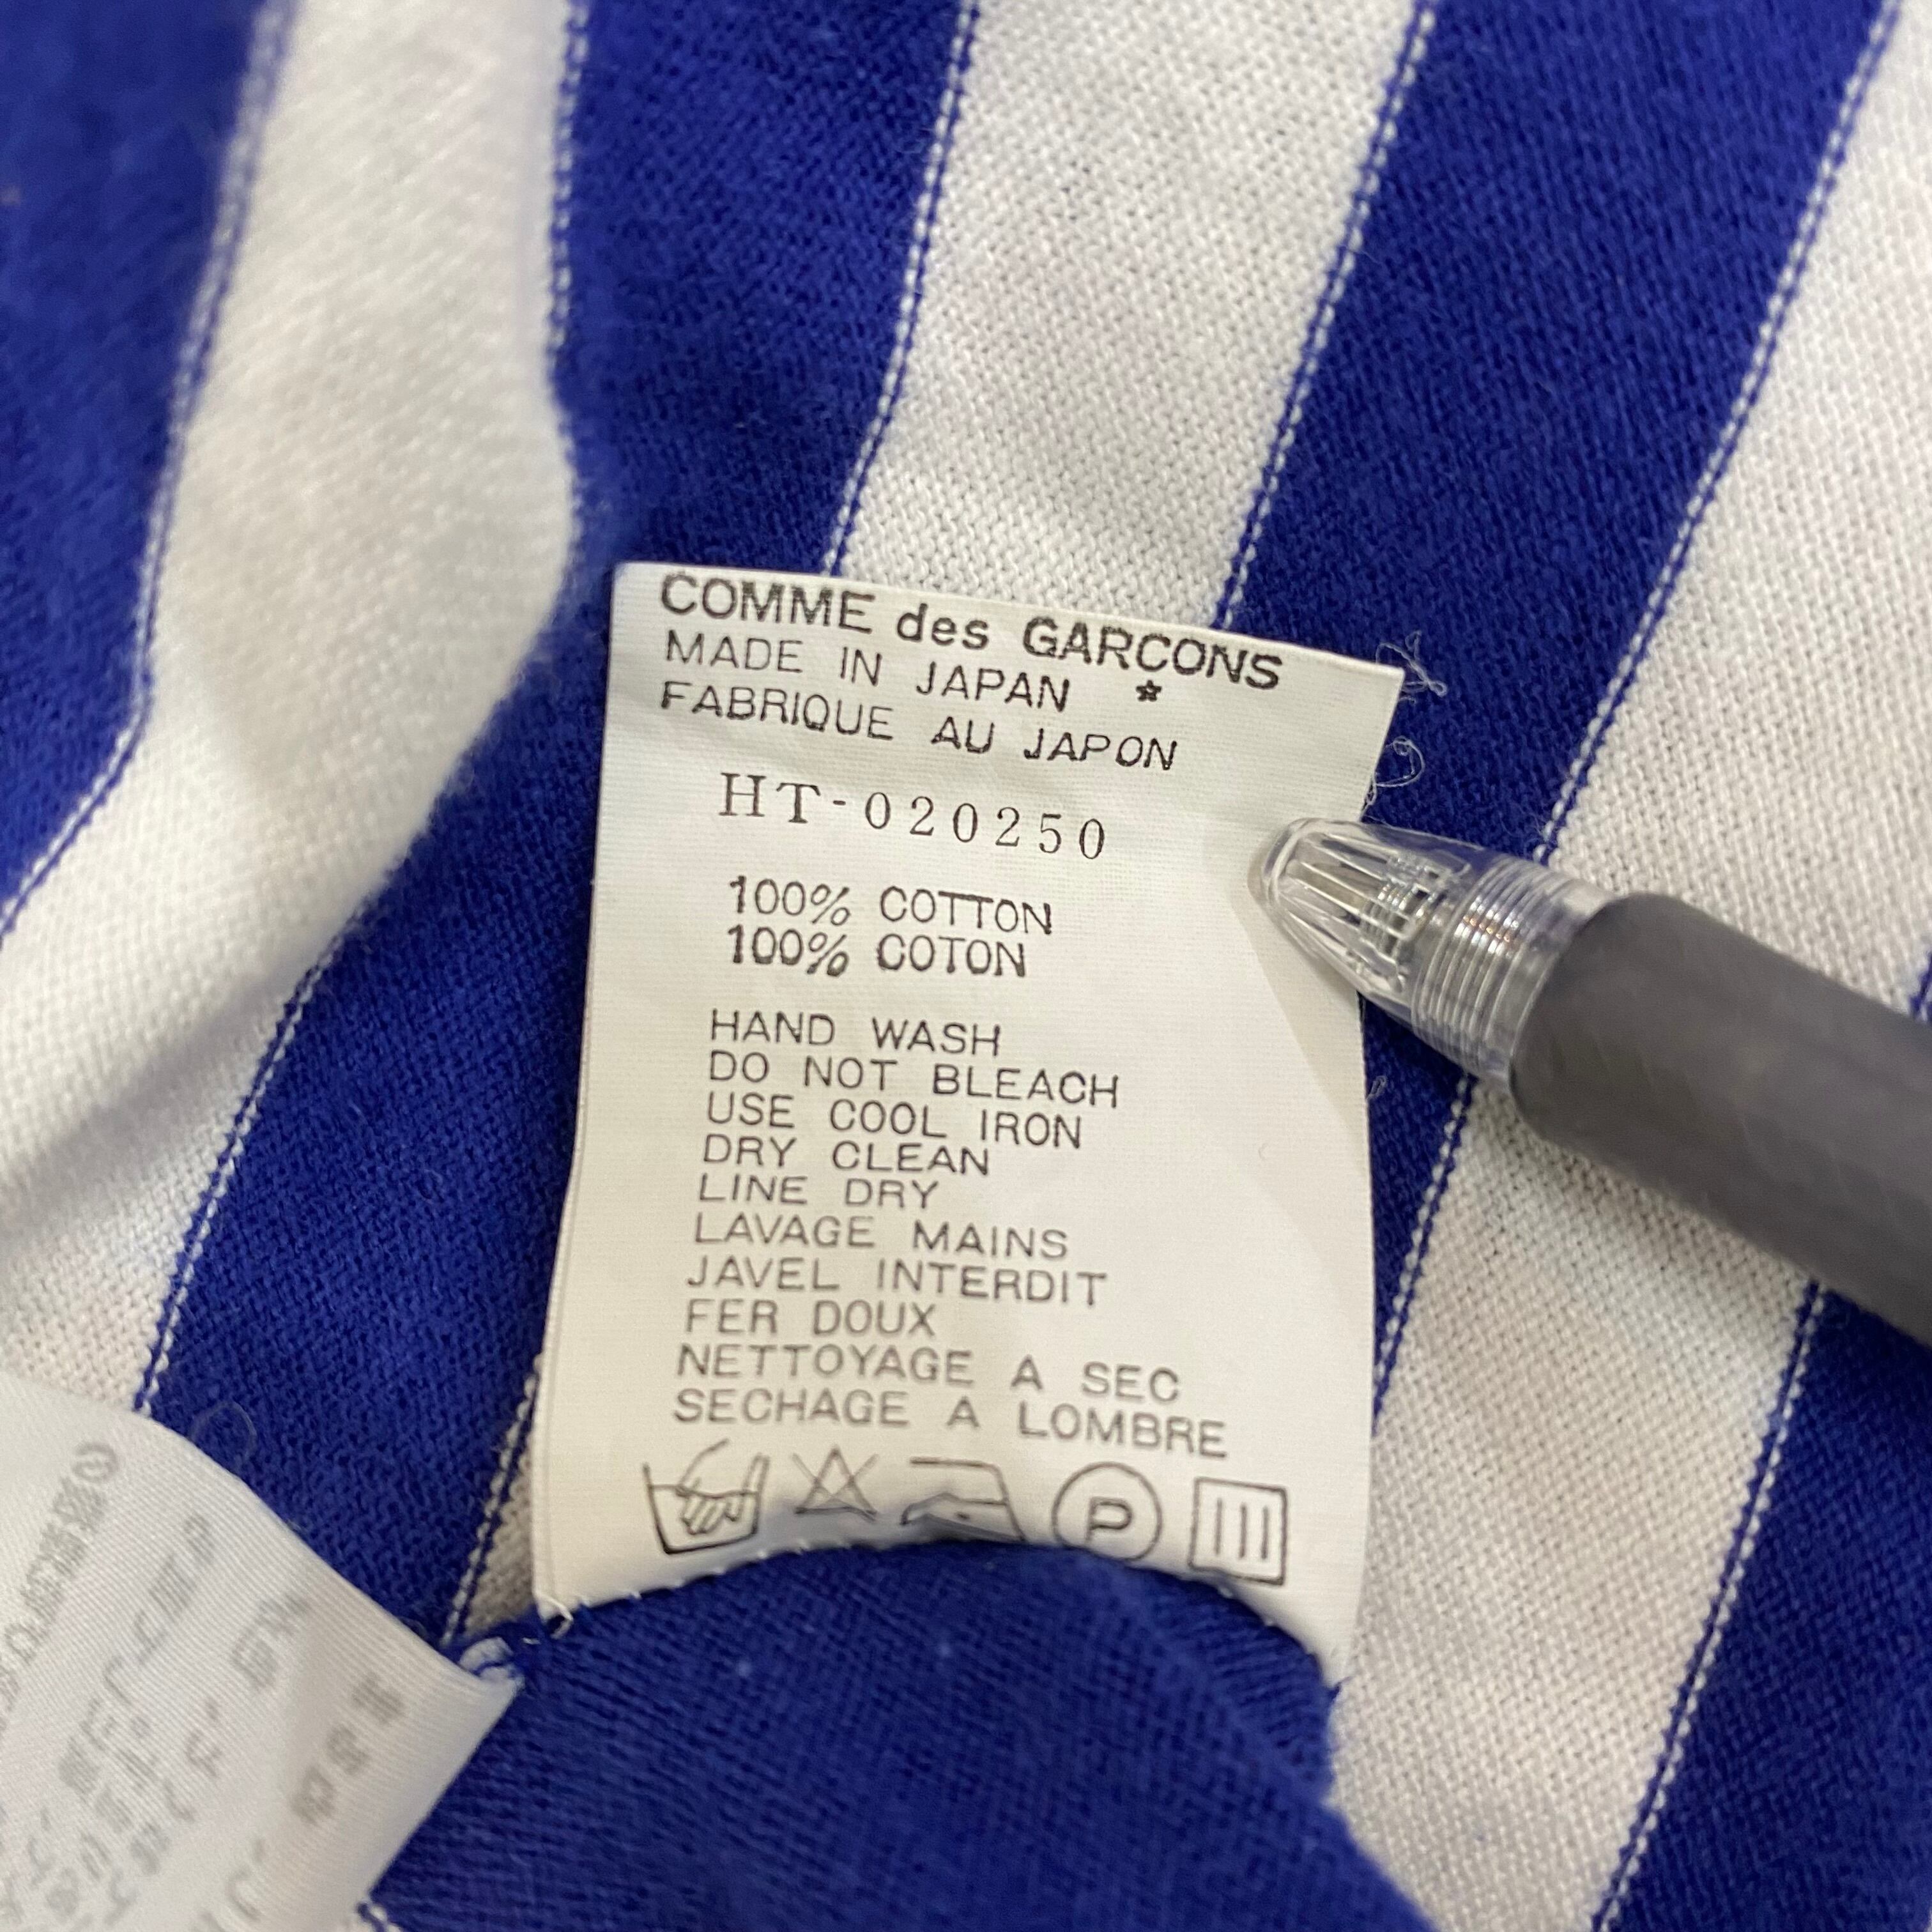 COMME des GARÇONS
MADE IN JAPAN *
FABRIQUE AU JAPON
HT-020250
100% COTTON
100% COTON
HAND WASH
DO NOT BLEACH
USE COOL IRON
DRY CLEAN
LINE DRY
LAVAGE MAINS
JAVEL INTERDIT
FER DOUX
NETTOYAGE A SEC
SECHAGE A LOMBRE
P